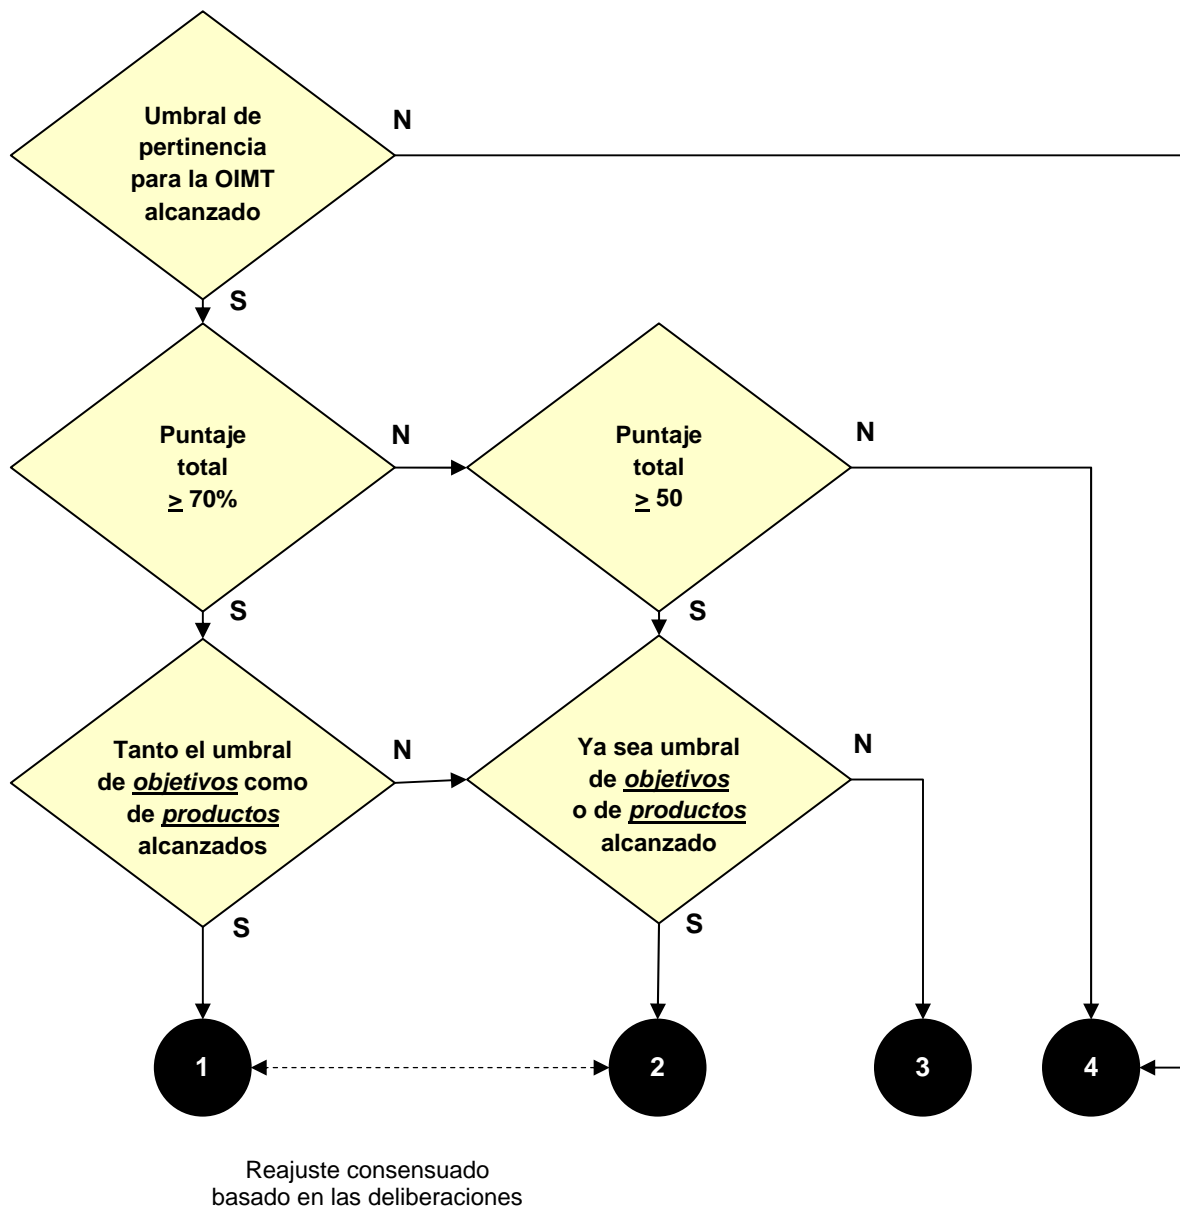 Umbral de
pertinencia
para la OIMT
alcanzado
N
S
Puntaje
total
≥ 70%
N
Puntaje
total
≥ 50
N
S
S
Tanto el umbral
de objetivos como
de productos
alcanzados
N
Ya sea umbral
de objetivos
o de productos
alcanzado
N
S
S
1
2
3
4
Reajuste consensuado
basado en las deliberaciones